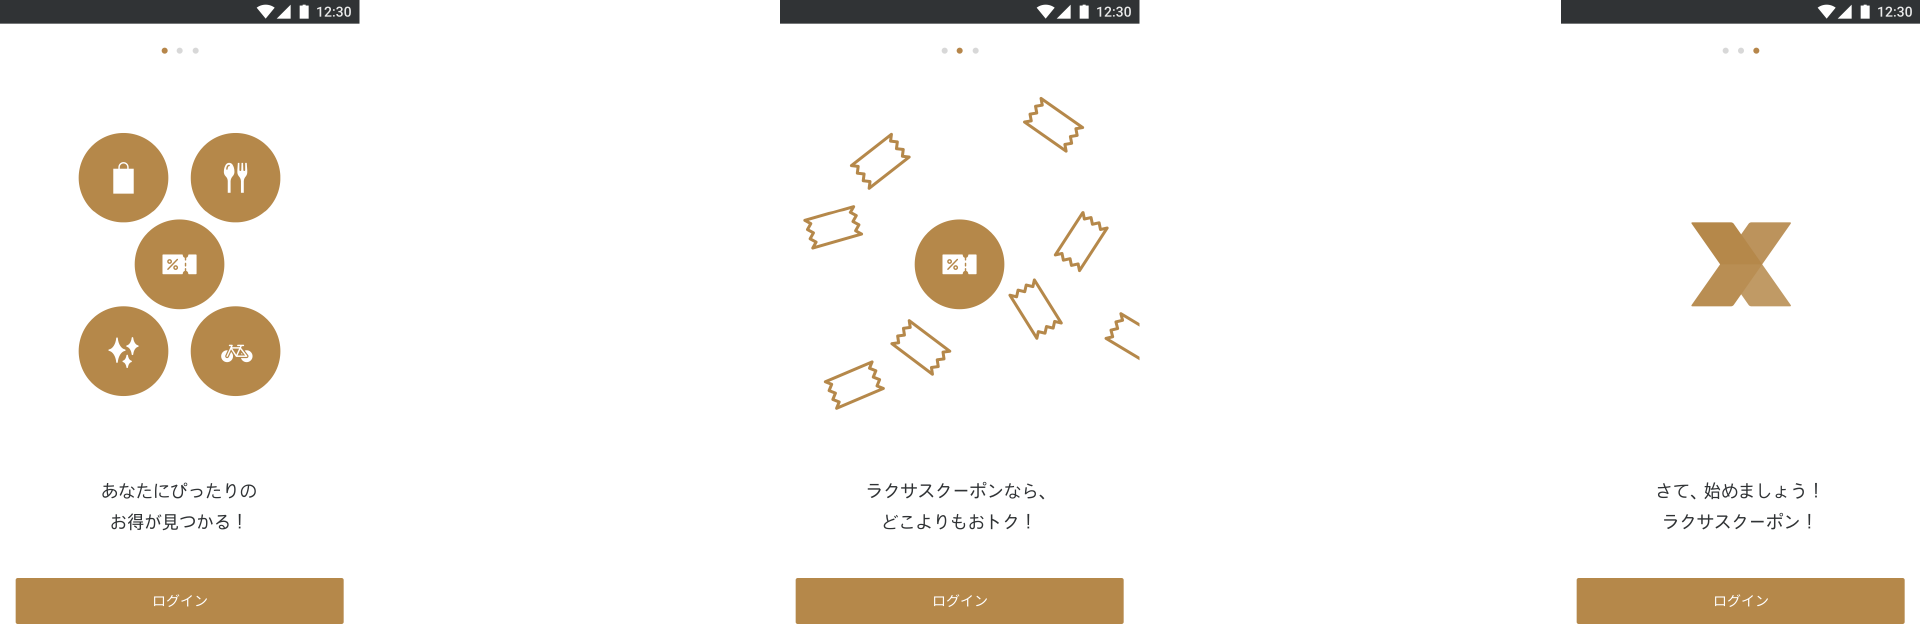 12:30
あなたにぴったりの
お得が見つかる！
ログイン
12:30
ラクサスクーポンなら、
どこよりもおトク！
ログイン
12:30
さて、始めましょう！
ラクサスクーポン！
ログイン